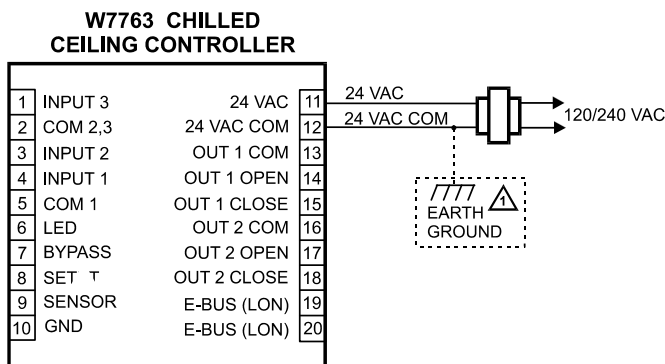 W7763 CHILLED
CEILING CONTROLLER
1 INPUT 3
2 COM 2,3
3 INPUT 2
4 INPUT 1
5 COM 1
6 LED
7 BYPASS
8 SET T
9 SENSOR
10 GND
24 VAC 11
24 VAC COM 12
OUT 1 COM 13
OUT 1 OPEN 14
OUT 1 CLOSE 15
OUT 2 COM 16
OUT 2 OPEN 17
OUT 2 CLOSE 18
E-BUS (LON) 19
E-BUS (LON) 20
24 VAC
24 VAC COM
120/240 VAC
1
EARTH
GROUND